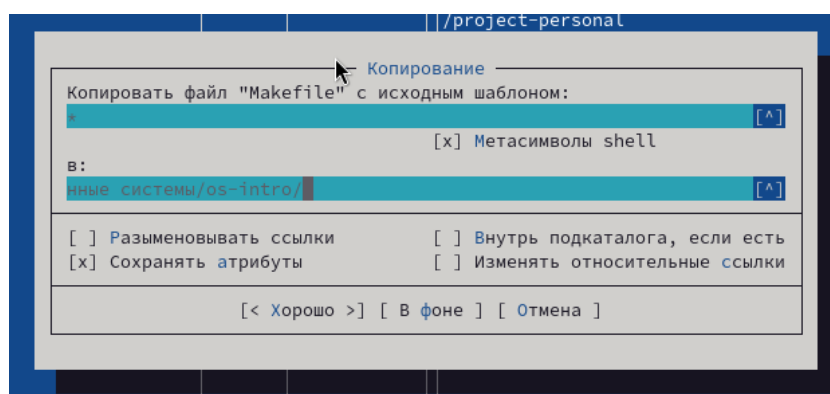 /project-personal
Копирование
Копировать файл "Makefile" с исходным шаблоном:
* [^]
[x] Метасимволы shell
в:
нные системы/os-intro/ [^]
[ ] Разыменовывать ссылки [ ] Внутрь подкаталога, если есть
[x] Сохранять атрибуты [ ] Изменять относительные ссылки
[< Хорошо >] [ В фоне ] [ Отмена ]